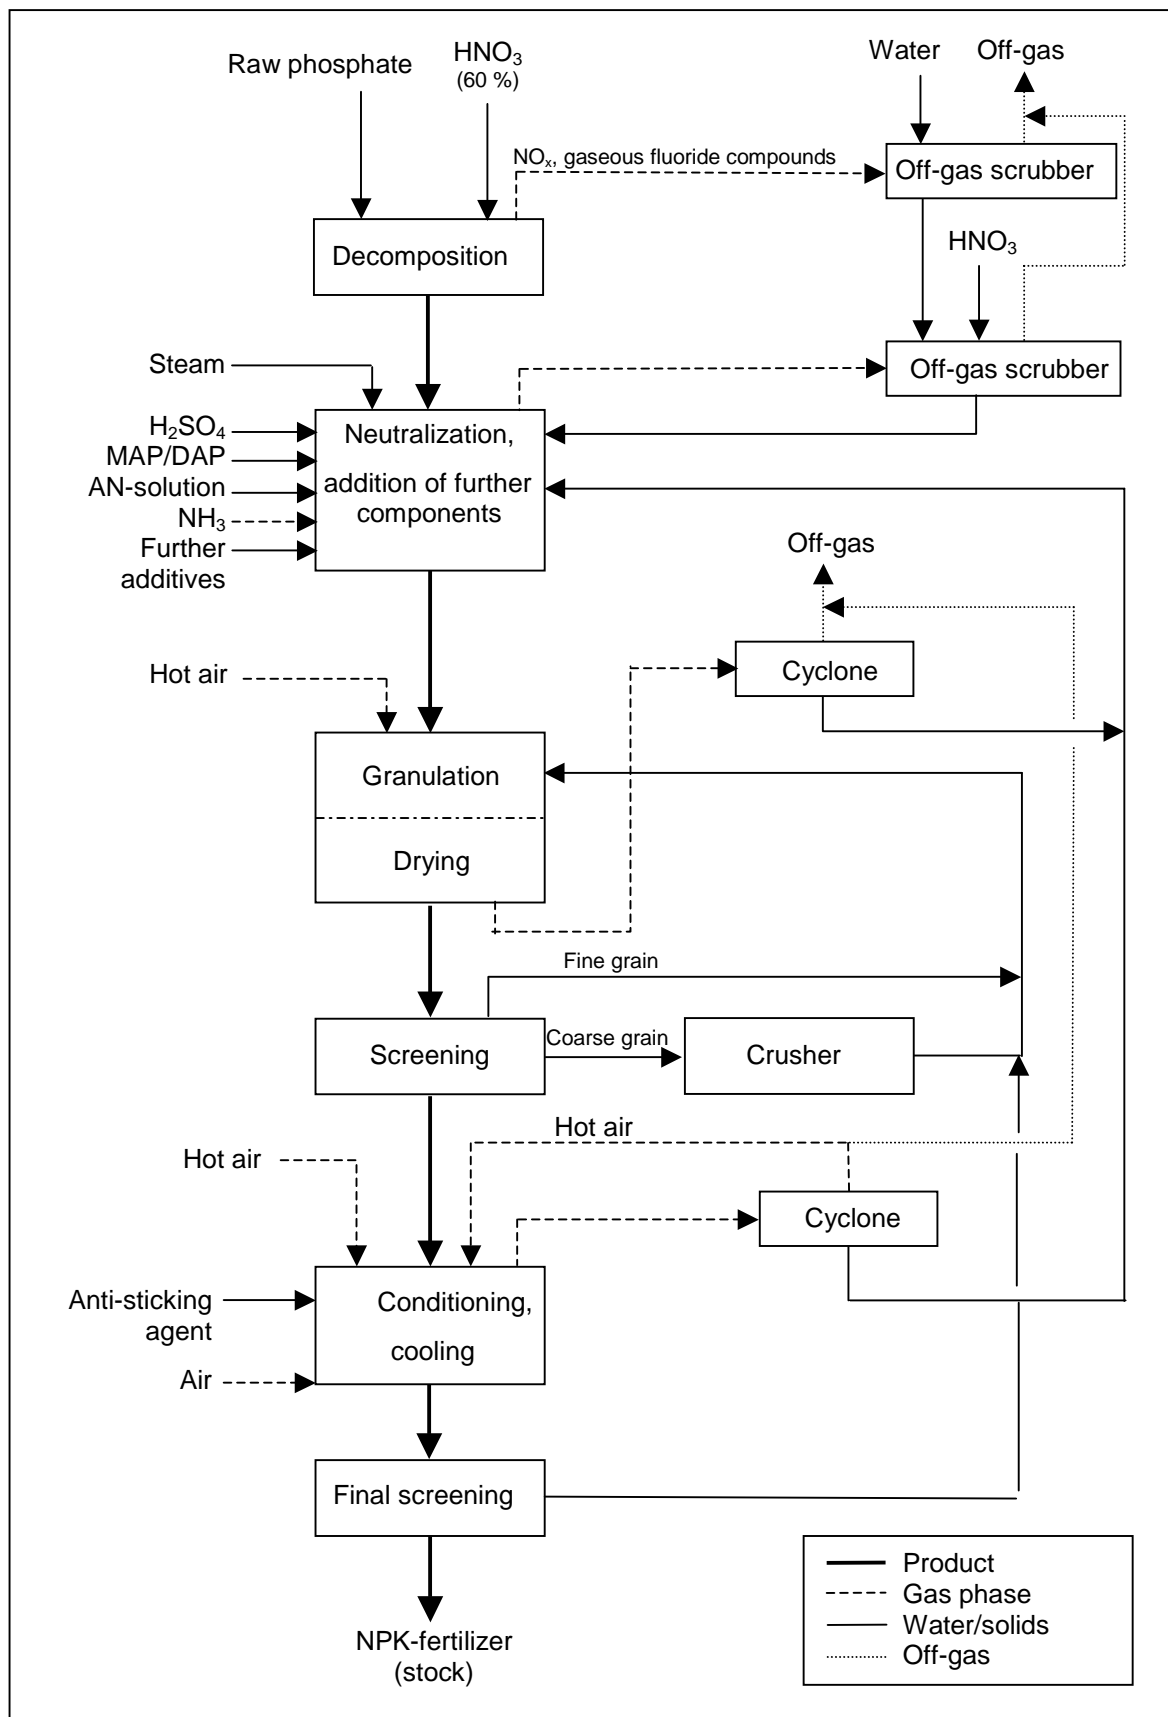 Raw phosphate
HNO₃
(60 %)
Water
Off-gas
NOₓ, gaseous fluoride compounds
Off-gas scrubber
Decomposition
HNO₃
Steam
Off-gas scrubber
H₂SO₄
MAP/DAP
AN-solution
NH₃
Further
additives
Neutralization,
addition of further
components
Off-gas
Hot air
Cyclone
Granulation
Drying
Fine grain
Screening
Coarse grain
Crusher
Hot air
Hot air
Cyclone
Anti-sticking
agent
Conditioning,
cooling
Air
Final screening
NPK-fertilizer
(stock)
Product
Gas phase
Water/solids
Off-gas